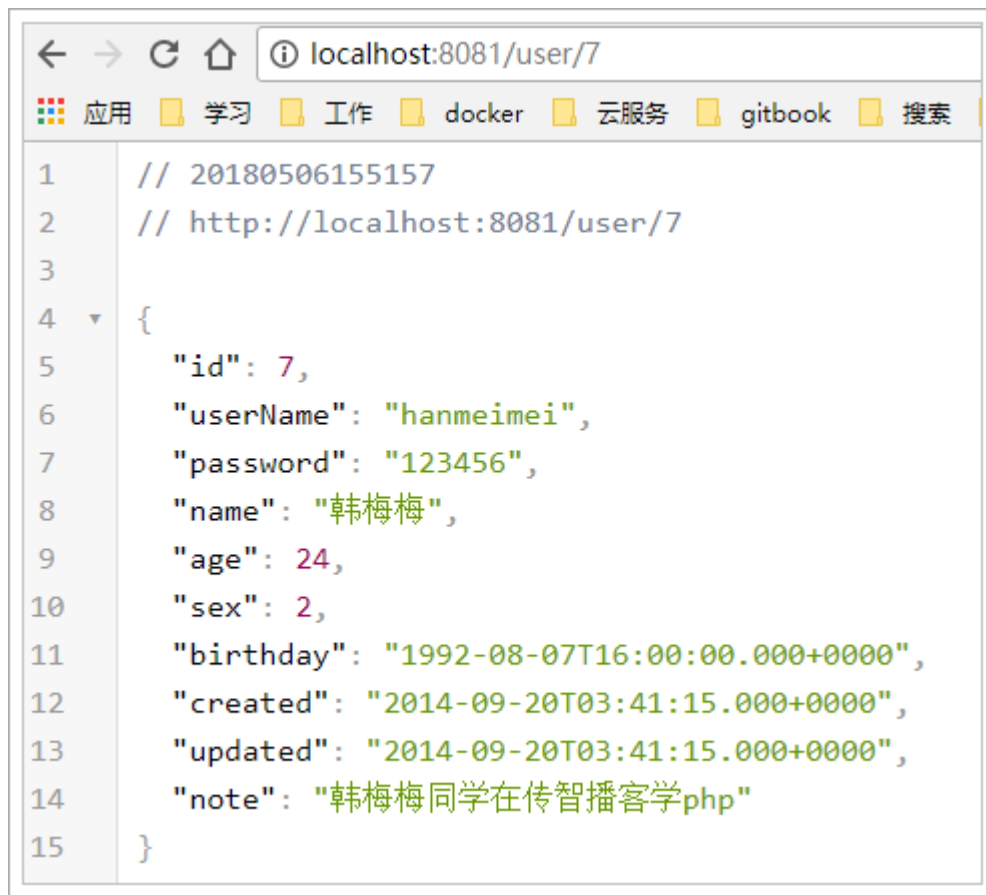 localhost:8081/user/7
应用 学习 工作 docker 云服务 gitbook 搜索
1 // 20180506155157
2 // http://localhost:8081/user/7
3
4 {
5 "id": 7,
6 "userName": "hanmeimei",
7 "password": "123456",
8 "name": "韩梅梅",
9 "age": 24,
10 "sex": 2,
11 "birthday": "1992-08-07T16:00:00.000+0000",
12 "created": "2014-09-20T03:41:15.000+0000",
13 "updated": "2014-09-20T03:41:15.000+0000",
14 "note": "韩梅梅同学在传智播客学php"
15 }